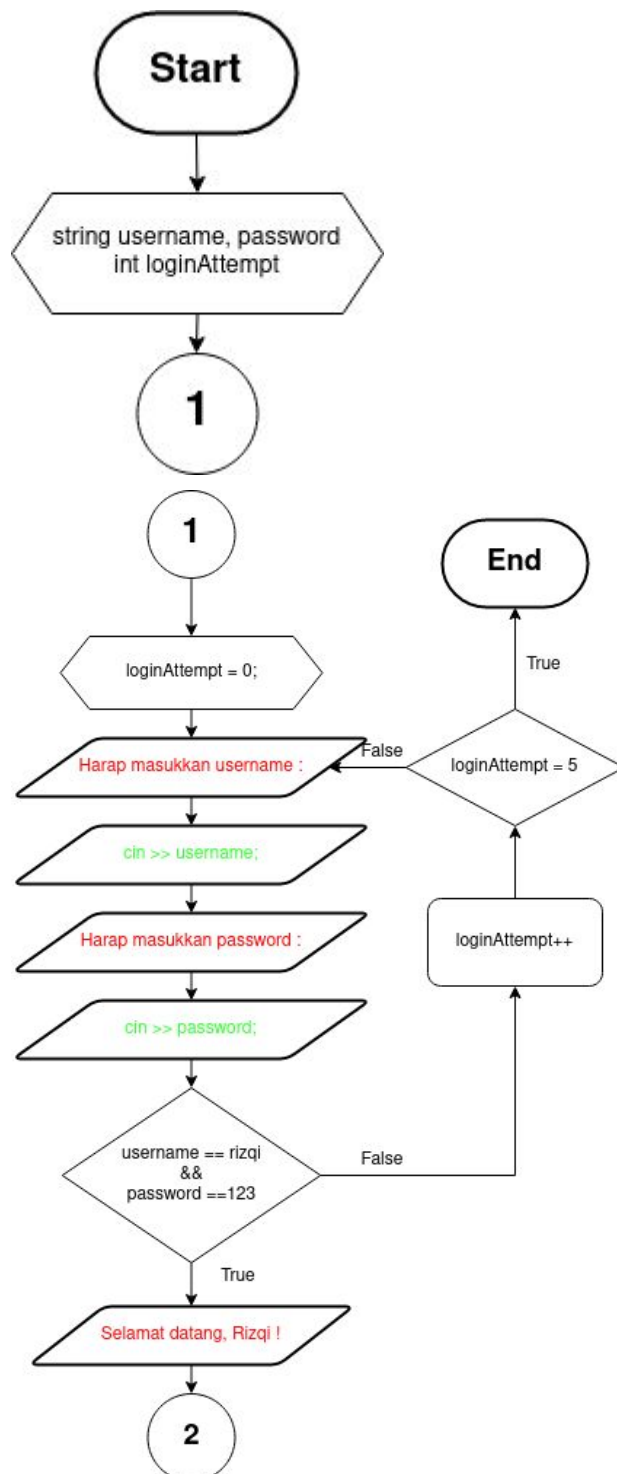 Start
string username, password
int loginAttempt
1
1
End
True
loginAttempt = 0;
False
loginAttempt = 5
Harap masukkan username :
cin >> username;
Harap masukkan password :
loginAttempt++
cin >> password;
username == rizqi
&&
password ==123
False
True
Selamat datang, Rizqi !
2